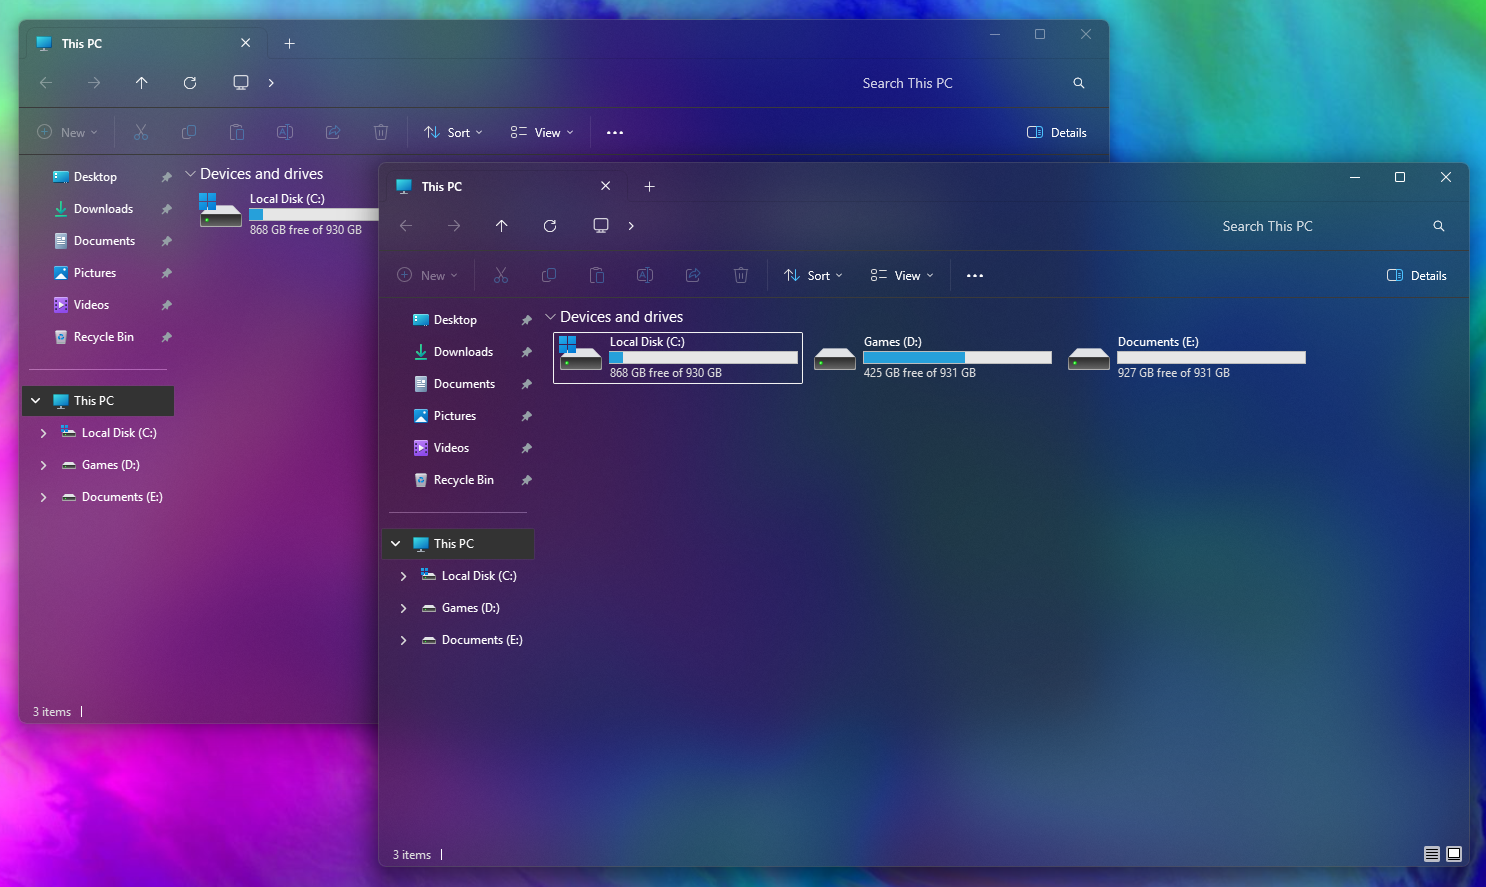 This PC
Search This PC
New
Sort
View
Details
Desktop
Downloads
Documents
Pictures
Videos
Recycle Bin
This PC
Local Disk (C:)
Games (D:)
Documents (E:)
Devices and drives
Local Disk (C:)
868 GB free of 930 GB
3 items
This PC
Search This PC
New
Sort
View
Details
Desktop
Downloads
Documents
Pictures
Videos
Recycle Bin
This PC
Local Disk (C:)
Games (D:)
Documents (E:)
Devices and drives
Local Disk (C:)
868 GB free of 930 GB
Games (D:)
425 GB free of 931 GB
Documents (E:)
927 GB free of 931 GB
3 items